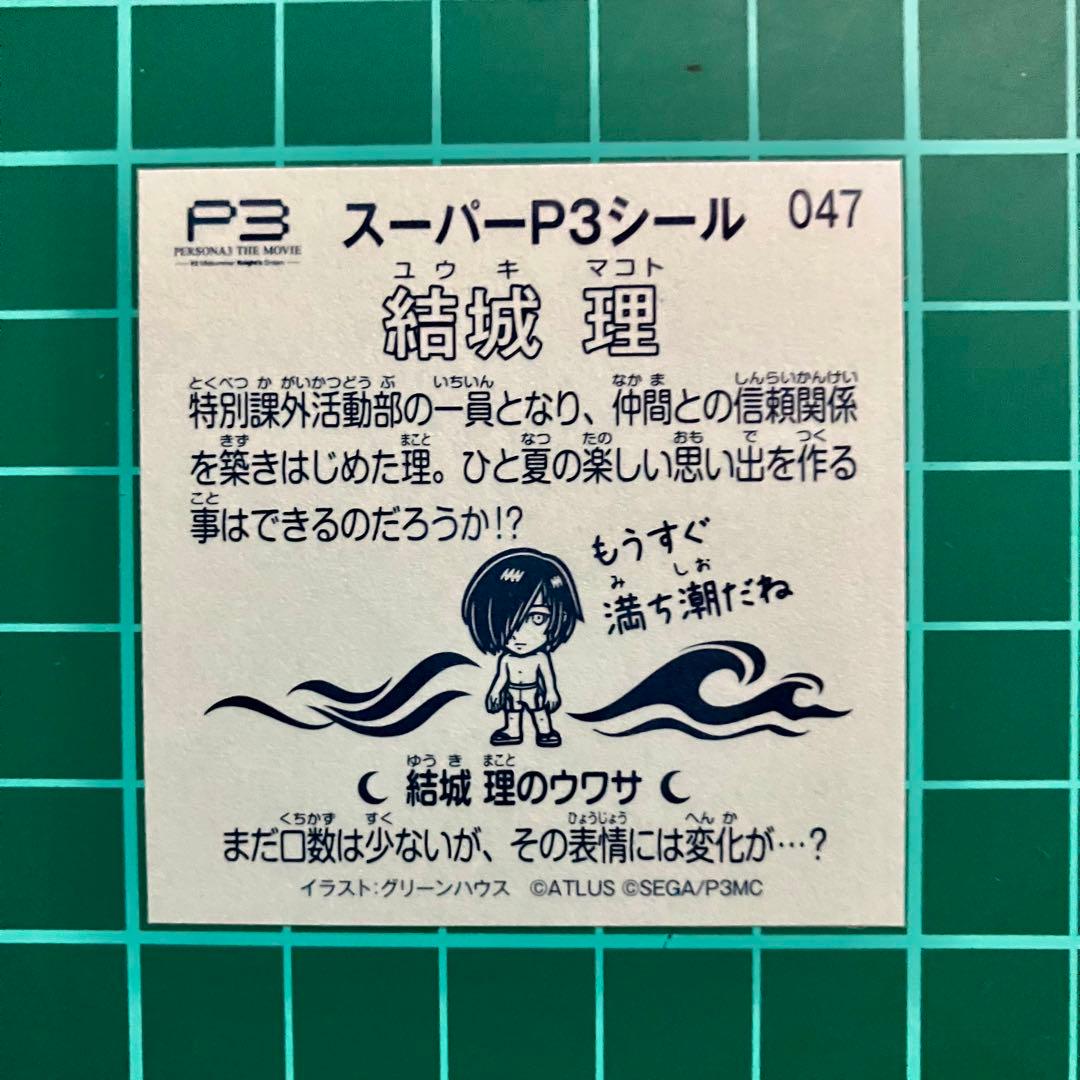 P3 スーパーP3シール 047
PERSONA3 THE MOVIE
#2 Midsummer Knight's Dream
ユウキ マコト
結城 理
とくべつ か がいかつどう ぶ いちいん なか ま しんらいかんけい
特別課外活動部の一員となり、仲間との信頼関係
きず まこと なつ たの おも で つく
を築きはじめた理。ひと夏の楽しい思い出を作る
こと
事はできるのだろうか!?
もうすぐ
み しお
満ち潮だね
ゆう き まこと
結城 理のウワサ
くちかず すく ひょうじょう へん か
まだ口数は少ないが、その表情には変化が…?
イラスト:グリーンハウス ©ATLUS ©SEGA/P3MC